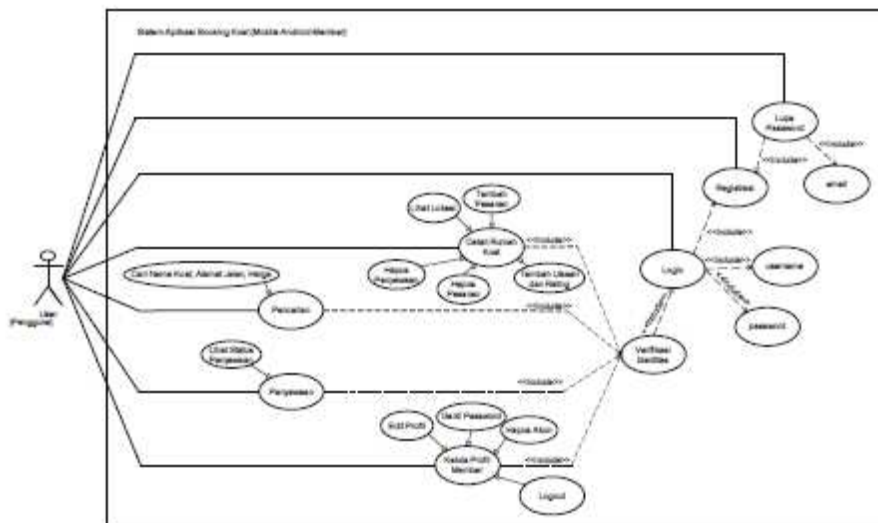 Sistem Aplikasi Booking Kost (Mobile Android Member)
Lupa
Password
<<Include>>
<<Include>>
Registrasi
email
Tambah
Pesanan
Lihat Lokasi
Detail Rumah
Kost
<<Include>>
<<Include>>
Login
<<Include>>
username
Cari Nama Kost, Alamat Jalan, Harga
Hapus
Penyewaan
Hapus
Pesanan
Tambah Ulasan
dan Rating
<<Include>>
<<Include>>
User
(Pengguna)
Pencarian
<<Include>>
password
Lihat Status
Penyewaan
Verifikasi
Identitas
Penyewaan
<<Include>>
Edit Profil
Ganti Password
Hapus Akun
Kelola Profil
Member
<<Include>>
Logout